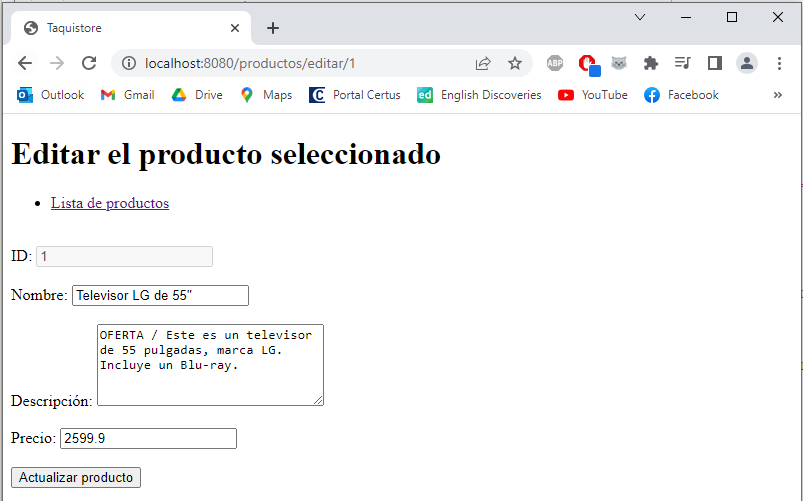 Taquistore
localhost:8080/productos/editar/1
ABP
Outlook Gmail Drive Maps Portal Certus English Discoveries YouTube Facebook »
Editar el producto seleccionado
Lista de productos
ID: 1
Nombre: Televisor LG de 55"
OFERTA / Este es un televisor
de 55 pulgadas, marca LG.
Incluye un Blu-ray.
Descripción:
Precio: 2599.9
Actualizar producto